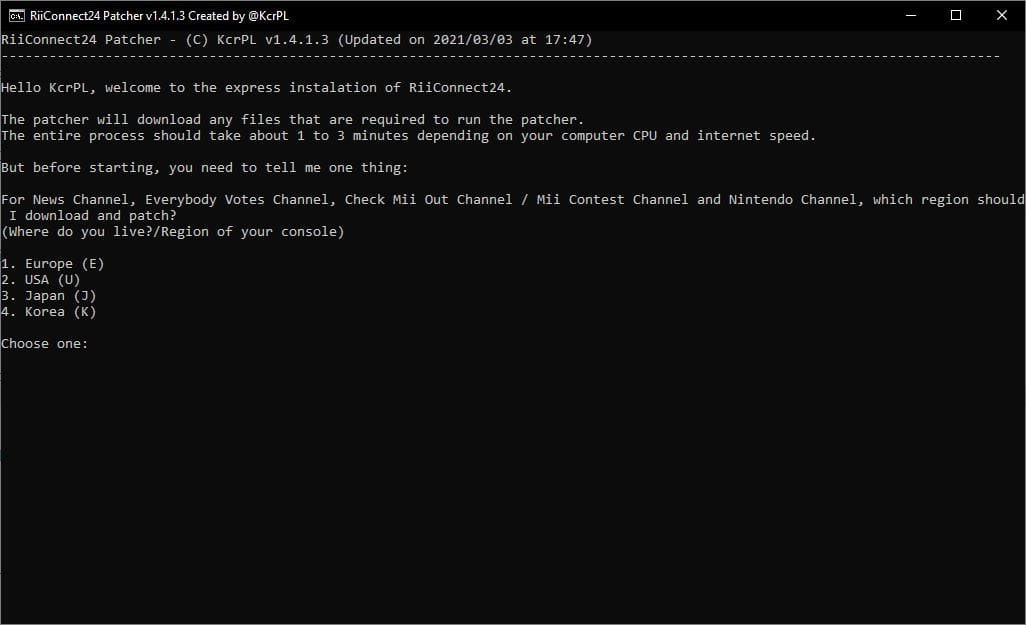 RiiConnect24 Patcher v1.4.1.3 Created by @KcrPL
RiiConnect24 Patcher - (C) KcrPL v1.4.1.3 (Updated on 2021/03/03 at 17:47)
-----------------------------------------------------------------------------------------------------------------------------
Hello KcrPL, welcome to the express instalation of RiiConnect24.
The patcher will download any files that are required to run the patcher.
The entire process should take about 1 to 3 minutes depending on your computer CPU and internet speed.
But before starting, you need to tell me one thing:
For News Channel, Everybody Votes Channel, Check Mii Out Channel / Mii Contest Channel and Nintendo Channel, which region should
I download and patch?
(Where do you live?/Region of your console)
1. Europe (E)
2. USA (U)
3. Japan (J)
4. Korea (K)
Choose one: